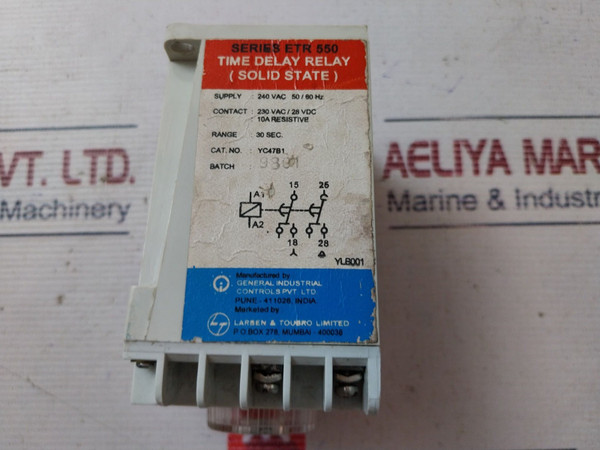 SERIES ETR 550
TIME DELAY RELAY
( SOLID STATE )
SUPPLY : 240 VAC 50 / 60 Hz
CONTACT : 230 VAC / 28 VDC
10A RESISTIVE
RANGE : 30 SEC.
CAT. NO. : YC47B1
BATCH : 9801
A1 15 25
A2
18 28
YL8001
Manufactured by
GENERAL INDUSTRIAL
CONTROLS PVT. LTD.
PUNE - 411026. INDIA
Marketed by
LARSEN & TOUBRO LIMITED
P.O.BOX 278, MUMBAI - 400038
VT. LTD.
Machinery
AELIYA MAR
Marine & Industri